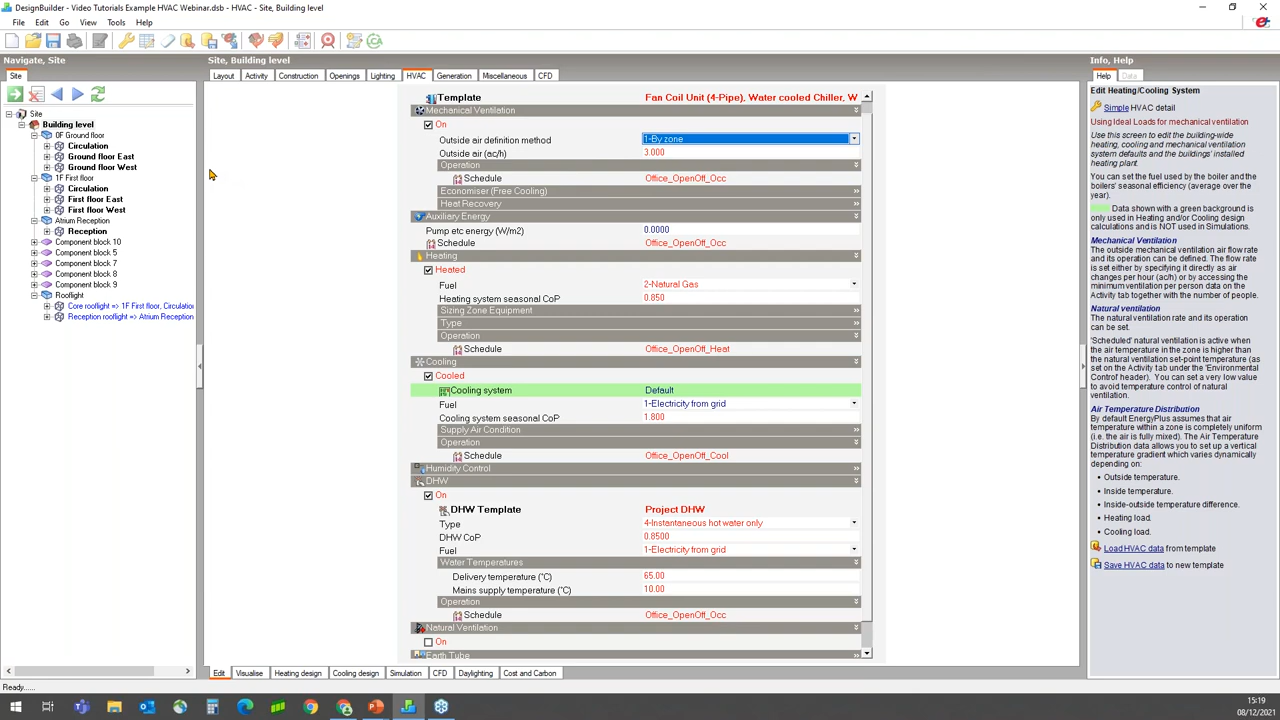 DesignBuilder - Video Tutorials Example HVAC Webinar.dsb - HVAC - Site, Building level
File Edit Go View Tools Help
Navigate, Site
Site
Site
Building level
0F Ground floor
Circulation
Ground floor East
Ground floor West
1F First floor
Circulation
First floor East
First floor West
Atrium Reception
Reception
Component block 10
Component block 5
Component block 7
Component block 8
Component block 9
Rooflight
Core rooflight => 1F First floor, Circulatio
Reception rooflight => Atrium Reception
Site, Building level
Layout Activity Construction Openings Lighting HVAC Generation Miscellaneous CFD
Template Fan Coil Unit (4-Pipe), Water cooled Chiller, W
Mechanical Ventilation
On
Outside air definition method 1-By zone
Outside air (ac/h) 3.000
Operation
Schedule Office_OpenOff_Occ
Economiser (Free Cooling)
Heat Recovery
Auxiliary Energy
Pump etc energy (W/m2) 0.0000
Schedule Office_OpenOff_Occ
Heating
Heated
Fuel 2-Natural Gas
Heating system seasonal CoP 0.850
Sizing Zone Equipment
Type
Operation
Schedule Office_OpenOff_Heat
Cooling
Cooled
Cooling system Default
Fuel 1-Electricity from grid
Cooling system seasonal CoP 1.800
Supply Air Condition
Operation
Schedule Office_OpenOff_Cool
Humidity Control
DHW
On
DHW Template Project DHW
Type 4-Instantaneous hot water only
DHW CoP 0.8500
Fuel 1-Electricity from grid
Water Temperatures
Delivery temperature (°C) 65.00
Mains supply temperature (°C) 10.00
Operation
Schedule Office_OpenOff_Occ
Natural Ventilation
On
Earth Tube
Edit Visualise Heating design Cooling design Simulation CFD Daylighting Cost and Carbon
Info, Help
Help Data
Edit Heating/Cooling System
Simple HVAC detail
Using Ideal Loads for mechanical ventilation
Use this screen to edit the building-wide
heating, cooling and mechanical ventilation
system defaults and the buildings' installed
heating plant.
You can set the fuel used by the boiler and the
boilers' seasonal efficiency (average over the
year).
Data shown with a green background is
only used in Heating and/or Cooling design
calculations and is NOT used in Simulations.
Mechanical Ventilation
The outside mechanical ventilation air flow rate
and its operation can be defined. The flow
rate is set either by specifying it directly as air
changes per hour (ac/h) or by accessing the
minimum ventilation per person data on the
Activity tab together with the number of people.
Natural ventilation
The natural ventilation rate and its operation
can be set.
'Scheduled' natural ventilation is active when
the air temperature in the zone is higher than
the natural ventilation set-point temperature (as
set on the Activity tab under the 'Environmental
Control header). You can set a very low value
to avoid temperature control of natural
ventilation.
Air Temperature Distribution
By default EnergyPlus assumes that air
temperature within a zone is completely uniform
(i.e. the air is fully mixed). The Air Temperature
Distribution data allows you to set up a vertical
temperature gradient which varies dynamically
depending on:
• Outside temperature.
• Inside temperature.
• Inside-outside temperature difference.
• Heating load.
• Cooling load.
Load HVAC data from template
Save HVAC data to new template
Ready.....
15:19
08/12/2021